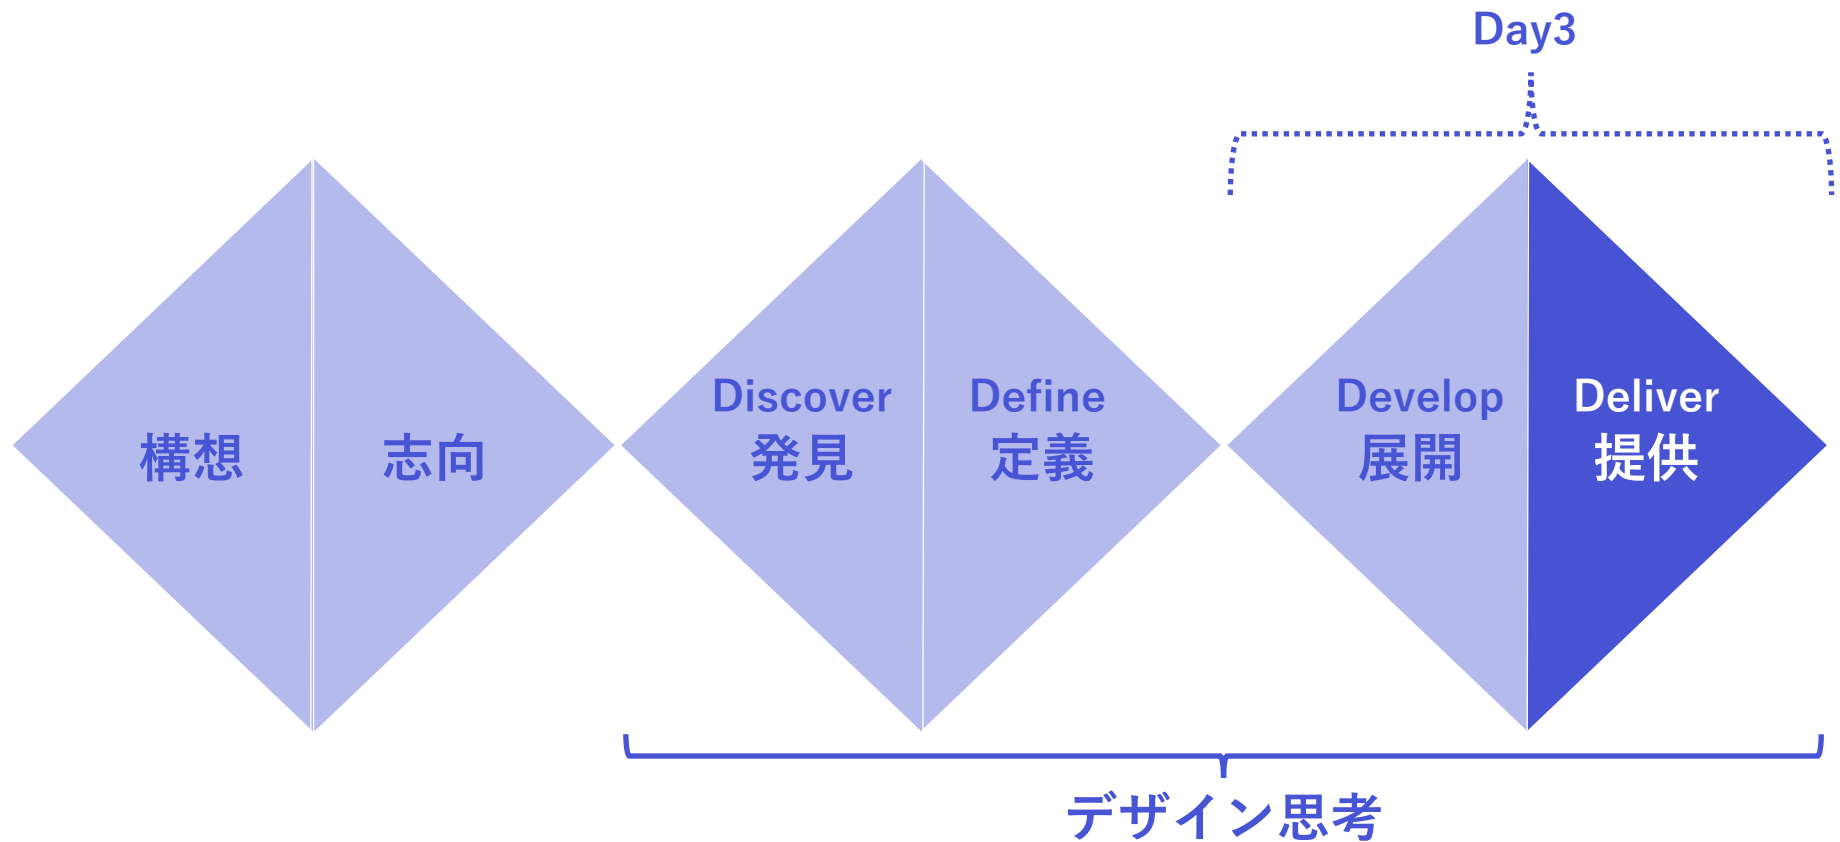 Day3
構想
志向
Discover
発見
Define
定義
Develop
展開
Deliver
提供
デザイン思考